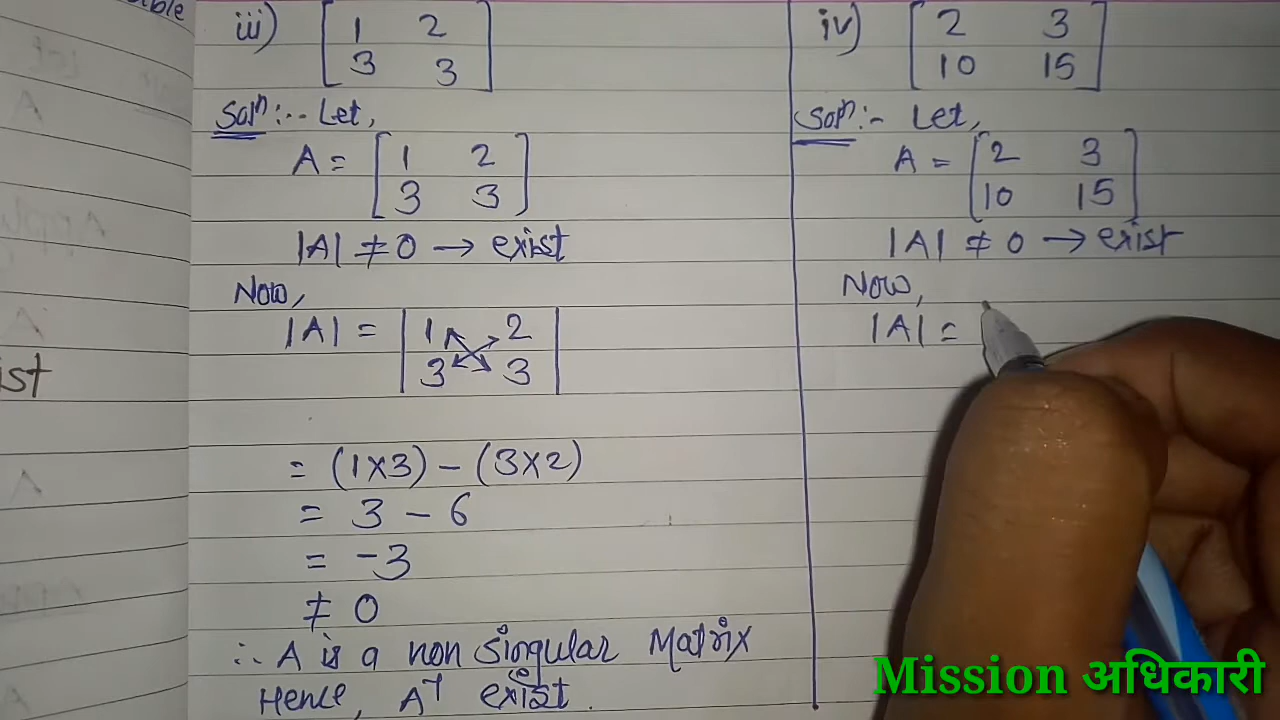 iii) [1 2
3 3]
Solⁿ:-- Let,
A = [1 2
3 3]
|A| ≠ 0 → exist
Now,
|A| = |1 2
3 3|
= (1×3) - (3×2)
= 3 - 6
= -3
≠ 0
∴ A is a non singular Matrix
Hence, A⁻¹ exist.
iv) [2 3
10 15]
Solⁿ:- Let,
A = [2 3
10 15]
|A| ≠ 0 → exist
Now,
|A| =
Mission अधिकारी